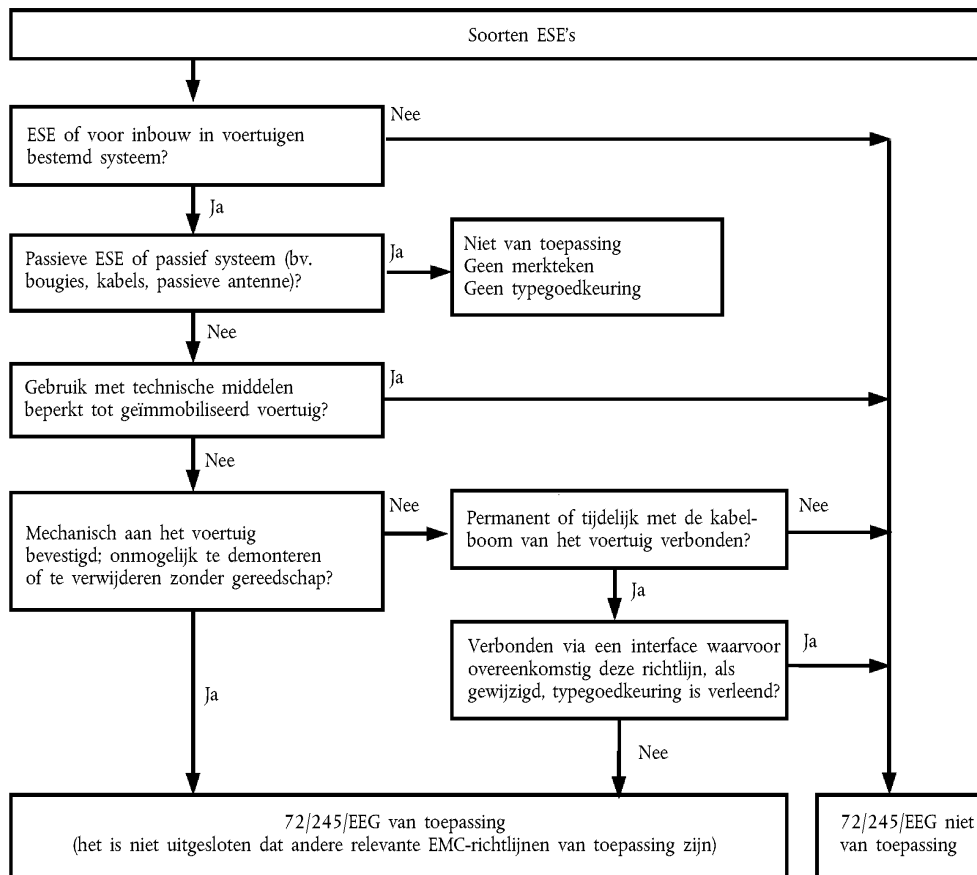 Soorten ESE's
ESE of voor inbouw in voertuigen
bestemd systeem?
Nee
Ja
Passieve ESE of passief systeem (bv.
bougies, kabels, passieve antenne)?
Ja
Niet van toepassing
Geen merkteken
Geen typegoedkeuring
Nee
Gebruik met technische middelen
beperkt tot geïmmobiliseerd voertuig?
Ja
Nee
Mechanisch aan het voertuig
bevestigd; onmogelijk te demonteren
of te verwijderen zonder gereedschap?
Nee
Permanent of tijdelijk met de kabel-
boom van het voertuig verbonden?
Nee
Ja
Verbonden via een interface waarvoor
overeenkomstig deze richtlijn, als
gewijzigd, typegoedkeuring is verleend?
Ja
Ja
Nee
72/245/EEG van toepassing
(het is niet uitgesloten dat andere relevante EMC-richtlijnen van toepassing zijn)
72/245/EEG niet
van toepassing